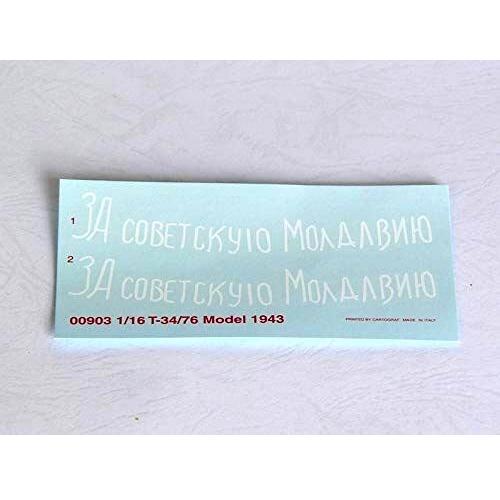 1 ЗА СОВЕТСКУЮ МОЛДАВИЮ
2 ЗА СОВЕТСКУЮ МОЛДАВИЮ
00903 1/16 T-34/76 Model 1943
PRINTED BY CARTOGRAF. MADE IN ITALY